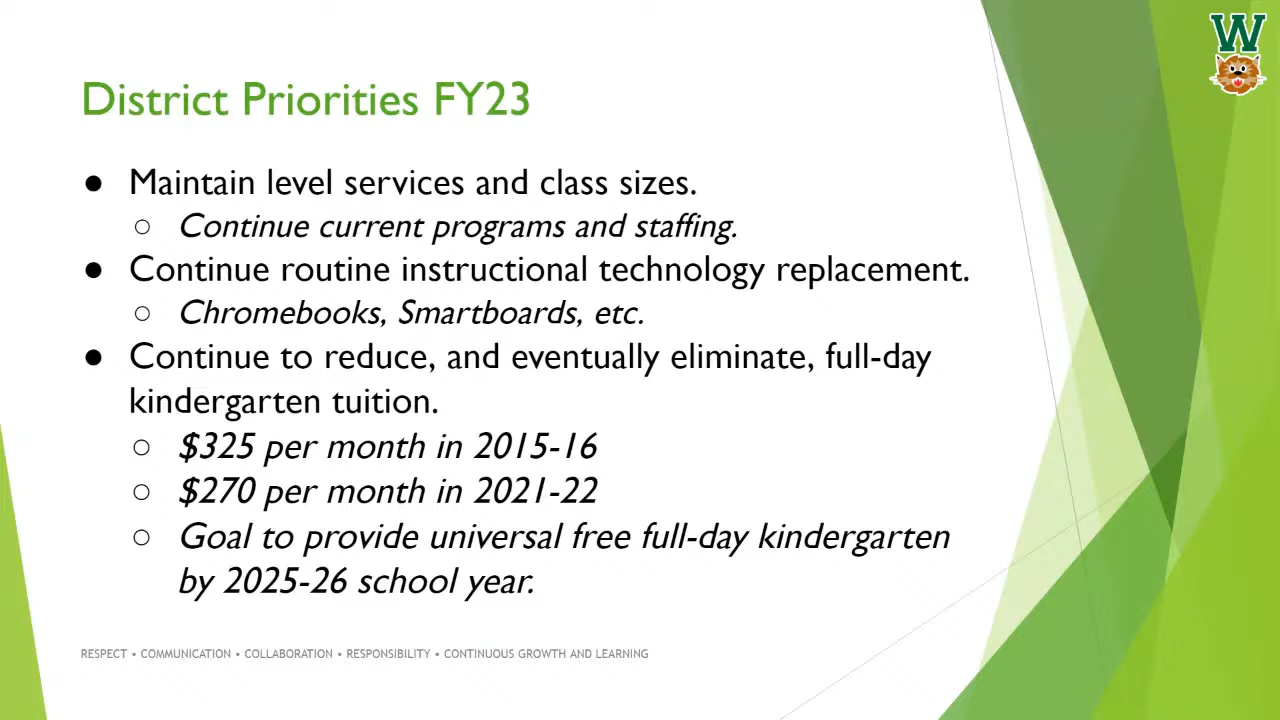 W
District Priorities FY23
● Maintain level services and class sizes.
○ Continue current programs and staffing.
● Continue routine instructional technology replacement.
○ Chromebooks, Smartboards, etc.
● Continue to reduce, and eventually eliminate, full-day
kindergarten tuition.
○ $325 per month in 2015-16
○ $270 per month in 2021-22
○ Goal to provide universal free full-day kindergarten
by 2025-26 school year.
RESPECT • COMMUNICATION • COLLABORATION • RESPONSIBILITY • CONTINUOUS GROWTH AND LEARNING